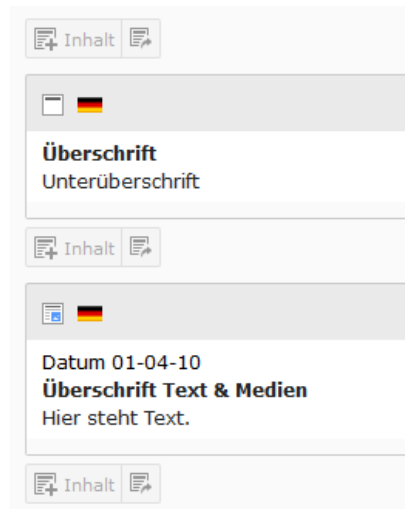 Inhalt
Überschrift
Unterüberschrift
Inhalt
Datum 01-04-10
Überschrift Text & Medien
Hier steht Text.
Inhalt